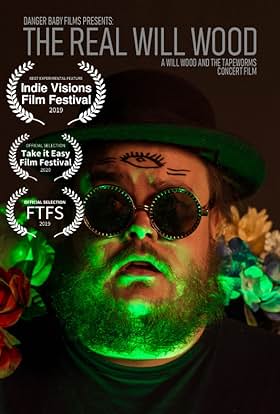 DANGER BABY FILMS PRESENTS:
THE REAL WILL WOOD
A WILL WOOD AND THE TAPEWORMS
CONCERT FILM
BEST EXPERIMENTAL FEATURE
Indie Visions
Film Festival
2019
OFFICIAL SELECTION
Take it Easy
Film Festival
2020
OFFICIAL SELECTION
FTFS
2019